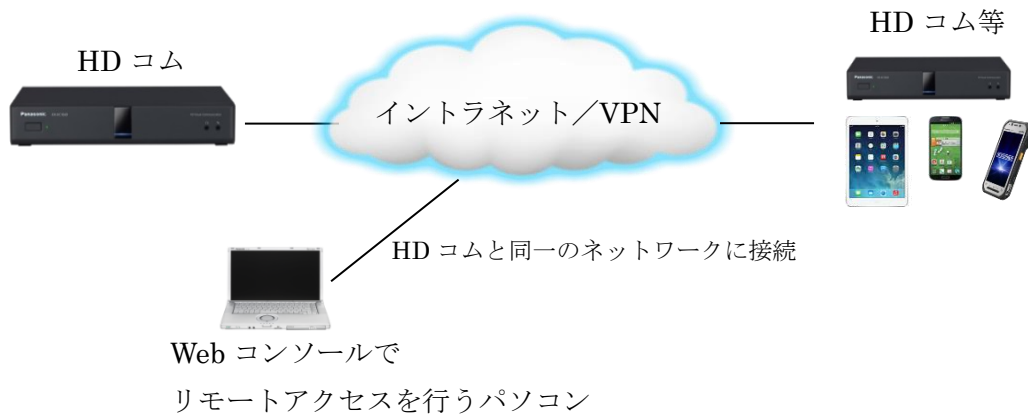 HD コム等
HD コム
Panasonic
Panasonic
イントラネット／VPN
HD コムと同一のネットワークに接続
Web コンソールで
リモートアクセスを行うパソコン